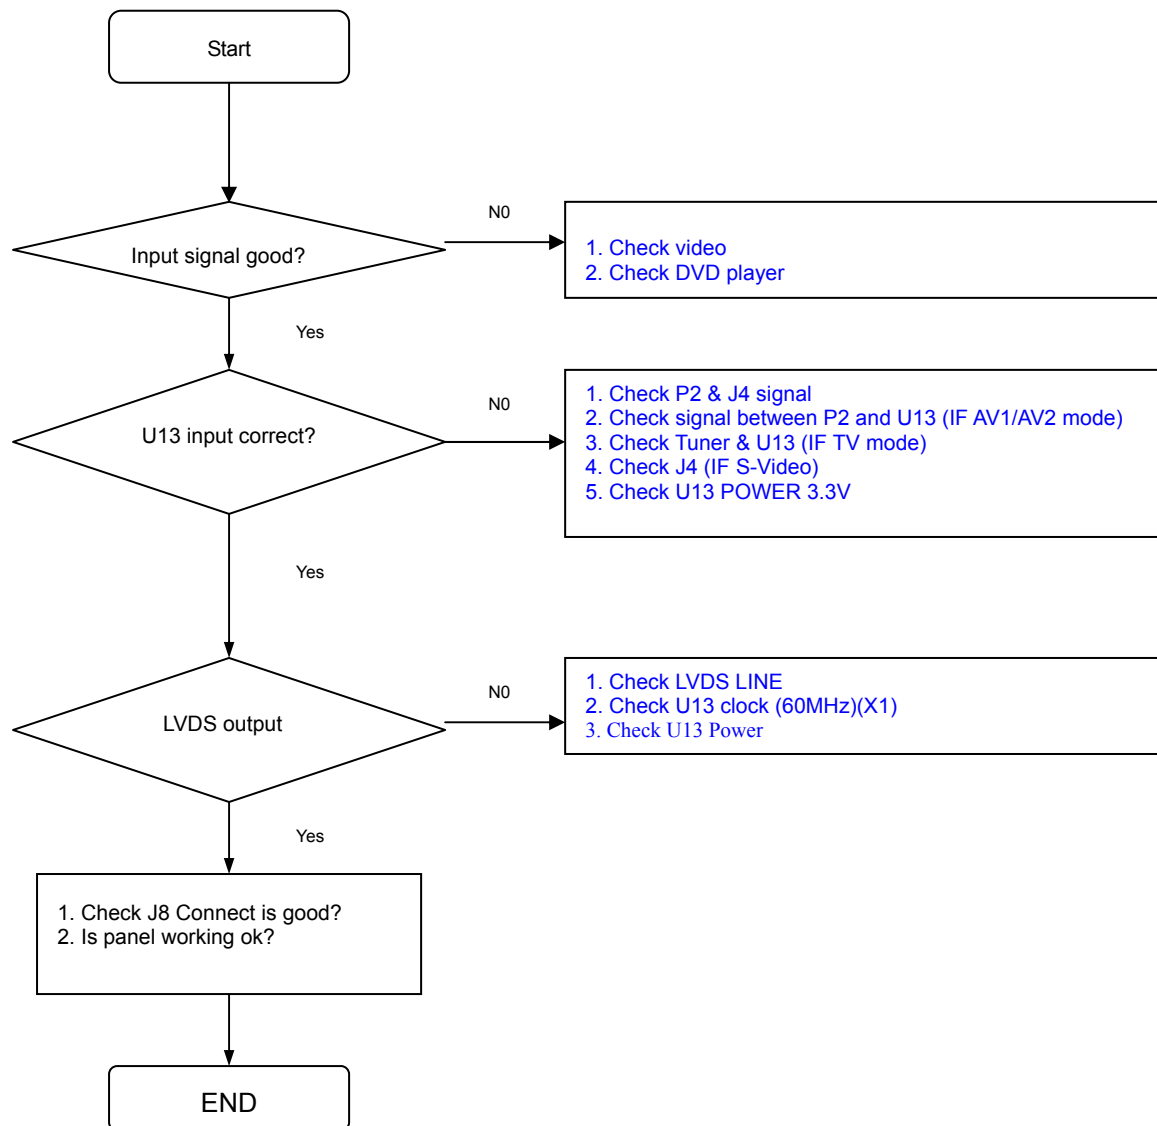 Start
Input signal good?
N0
1. Check video
2. Check DVD player
Yes
U13 input correct?
N0
1. Check P2 & J4 signal
2. Check signal between P2 and U13 (IF AV1/AV2 mode)
3. Check Tuner & U13 (IF TV mode)
4. Check J4 (IF S-Video)
5. Check U13 POWER 3.3V
Yes
LVDS output
N0
1. Check LVDS LINE
2. Check U13 clock (60MHz)(X1)
3. Check U13 Power
Yes
1. Check J8 Connect is good?
2. Is panel working ok?
END